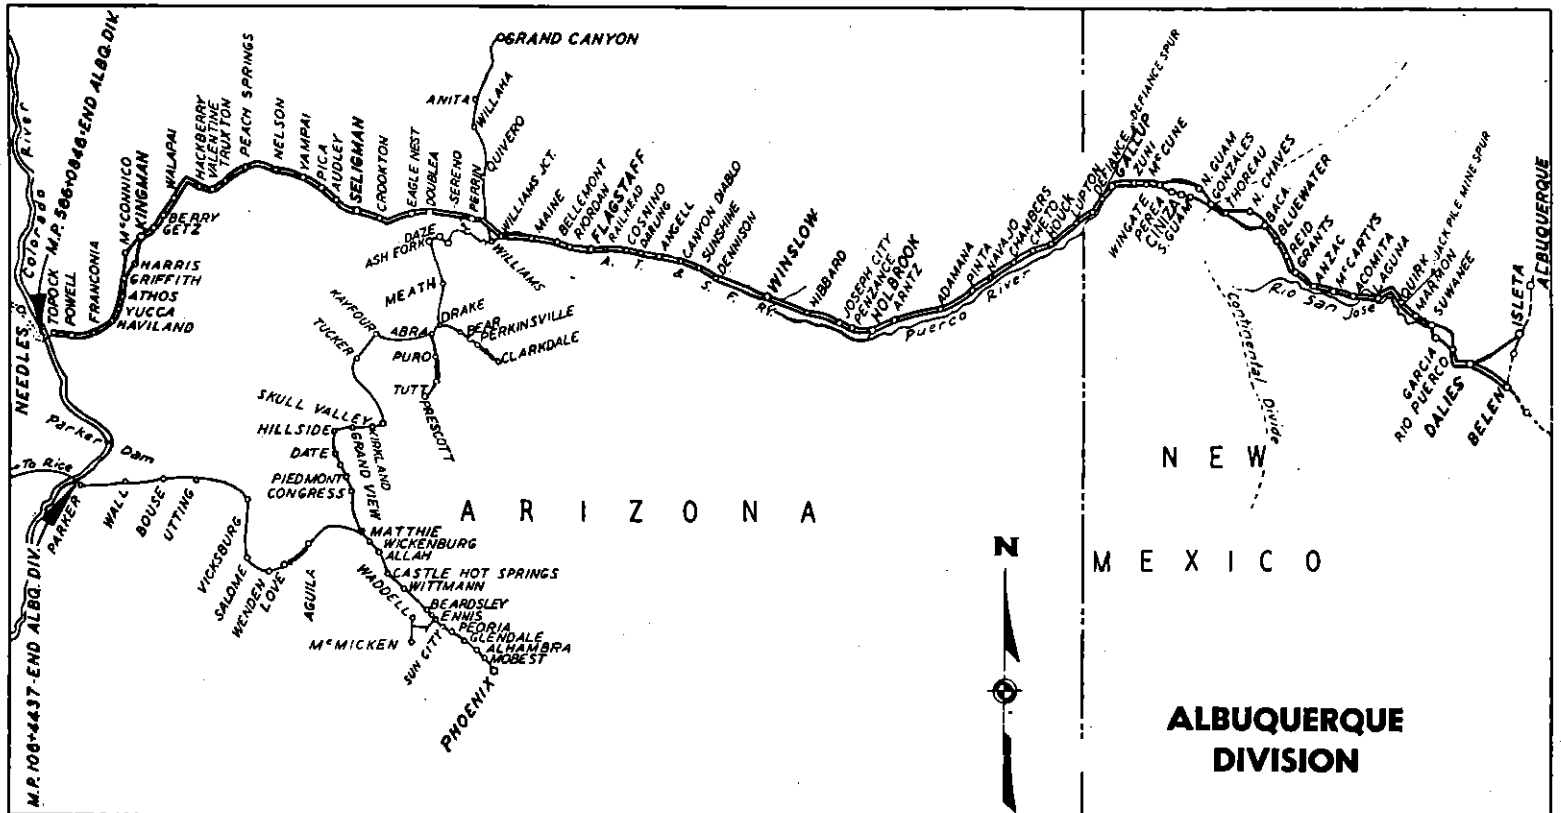 GRAND CANYON
ANITA
WILLAHA
QUIVERO
M.P. 586+0846-END ALBQ. DIV.
Colorado River
NEEDLES
TOPOCK
POWELL
FRANCONIA
McCONNICO
KINGMAN
HARRIS
GRIFFITH
ATHOS
YUCCA
HAVILAND
BERRY
GETZ
WALAPAI
HACKBERRY
VALENTINE
TRUXTON
PEACH SPRINGS
NELSON
YAMPAI
PICA
AUDLEY
SELIGMAN
CROOKTON
EAGLE NEST
DOUBLEA
SERENO
PERRIN
WILLIAMS JCT.
DAZE
ASH FORK
WILLIAMS
MAINE
BELLEMONT
RIORDAN
FLAGSTAFF
RAILHEAD
COSNINO
DARLING
ANGELL
CANYON DIABLO
SUNSHINE
DENNISON
A. T. & S. F. RY.
WINSLOW
HIBBARD
JOSEPH CITY
PENZANCE
HOLBROOK
ARNTZ
ADAMANA
PINTA
NAVAJO
CHAMBERS
CHETO
HOUCK
Puerco River
LUPTON
DEFIANCE
DEFIANCE SPUR
GALLUP
ZUNI
McCUNE
WINGATE
PEREA
CINIZA
S. GUAM
N. GUAM
GONZALES
THOREAU
N. CHAVES
BACA
BLUEWATER
REID
GRANTS
ANZAC
McCARTYS
ACOMITA
LAGUNA
QUIRK
JACK PILE MINE SPUR
MARMON
SUWANEE
Rio San Jose
Continental Divide
GARCIA
RIO PUERCO
DALIES
BELEN
ISLETA
ALBUQUERQUE
MEATH
DRAKE
ABRA
BEAR
PERKINSVILLE
CLARKDALE
PURO
TUTT
PRESCOTT
KAYFOUR
TUCKER
SKULL VALLEY
KIRKLAND
GRAND VIEW
HILLSIDE
DATE
PIEDMONT
CONGRESS
Parker Dam
To Rice
PARKER
WALL
BOUSE
UTTING
VICKSBURG
SALOME
WENDEN
LOVE
AGUILA
MATTHIE
WICKENBURG
ALLAH
CASTLE HOT SPRINGS
WITTMANN
WADDELL
BEARDSLEY
ENNIS
McMICKEN
SUN CITY
PEORIA
GLENDALE
ALHAMBRA
MOBEST
PHOENIX
M.P. 106+4437-END ALBQ. DIV.
ARIZONA
NEW
MEXICO
N
ALBUQUERQUE
DIVISION